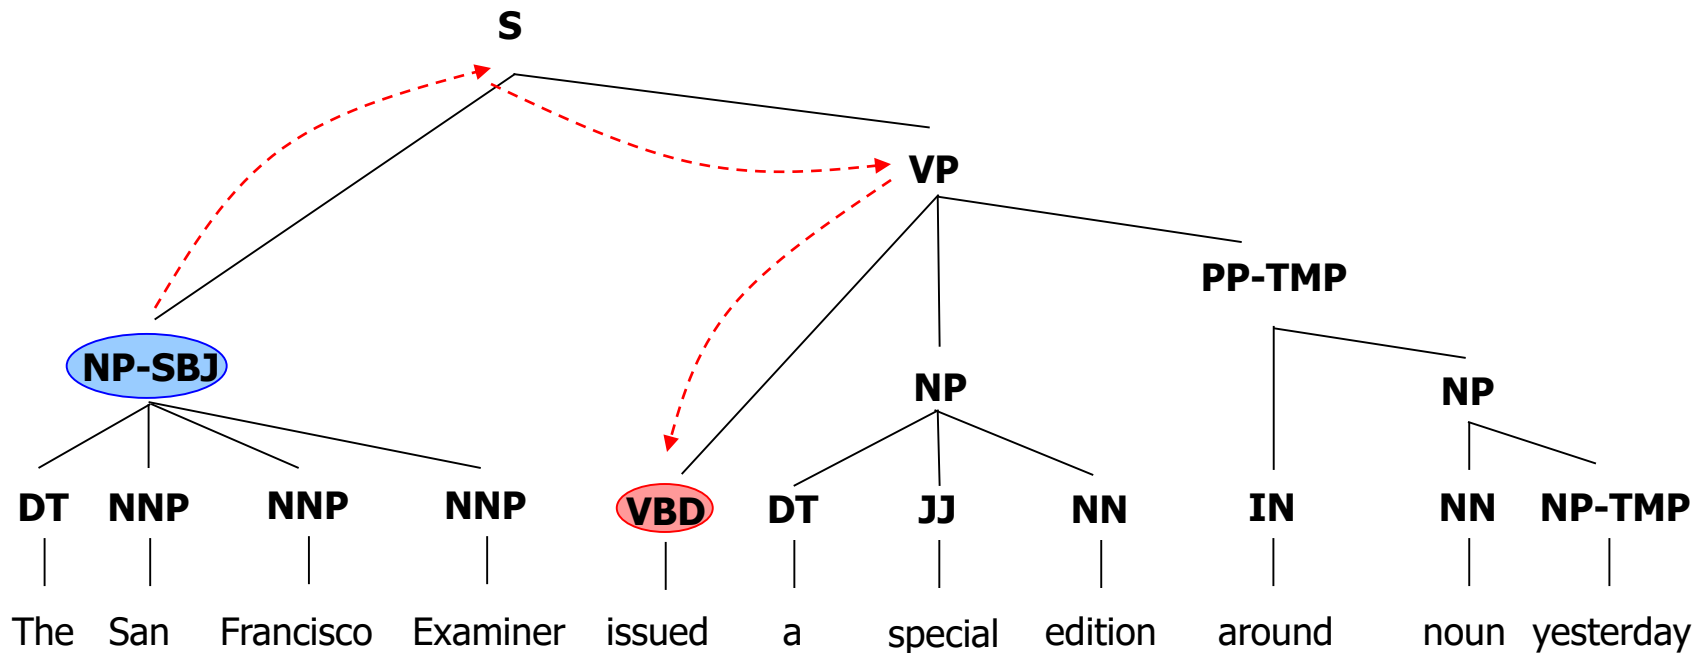 S
VP
PP-TMP
NP-SBJ NP NP
DT NNP NNP NNP VBD DT JJ NN IN NN NP-TMP
The San Francisco Examiner issued a special edition around noun yesterday